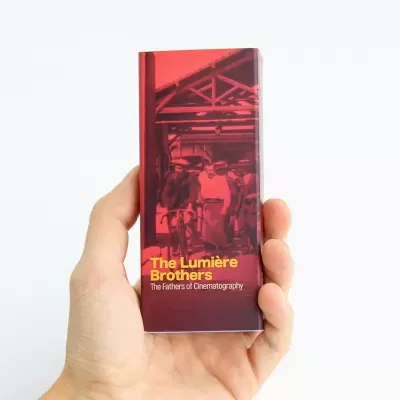 The Lumière
Brothers
The Fathers of Cinematography